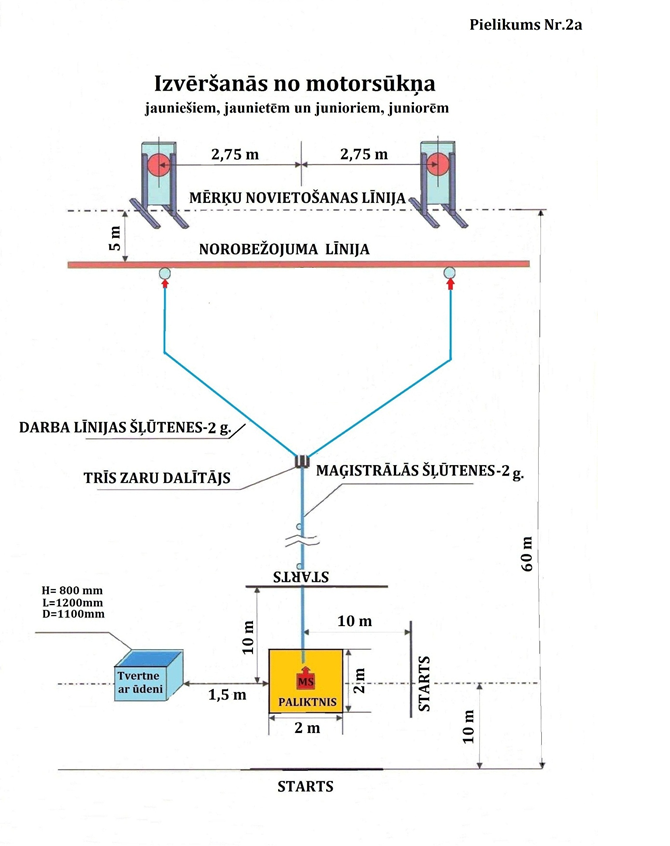 Pielikums Nr.2a
Izvēršanās no motorsūkņa
jauniešiem, jaunietēm un junioriem, juniorēm
2,75 m
2,75 m
MĒRĶU NOVIETOŠANAS LĪNIJA
5 m
NOROBEŽOJUMA LĪNIJA
DARBA LĪNIJAS ŠĻŪTENES-2 g.
TRĪS ZARU DALĪTĀJS
MAĢISTRĀLĀS ŠĻŪTENES-2 g.
60 m
STARTS
H= 800 mm
L=1200mm
D=1100mm
10 m
10 m
STARTS
Tvertne
ar ūdeni
1,5 m
MS
PALIKTNIS
2 m
2 m
10 m
STARTS